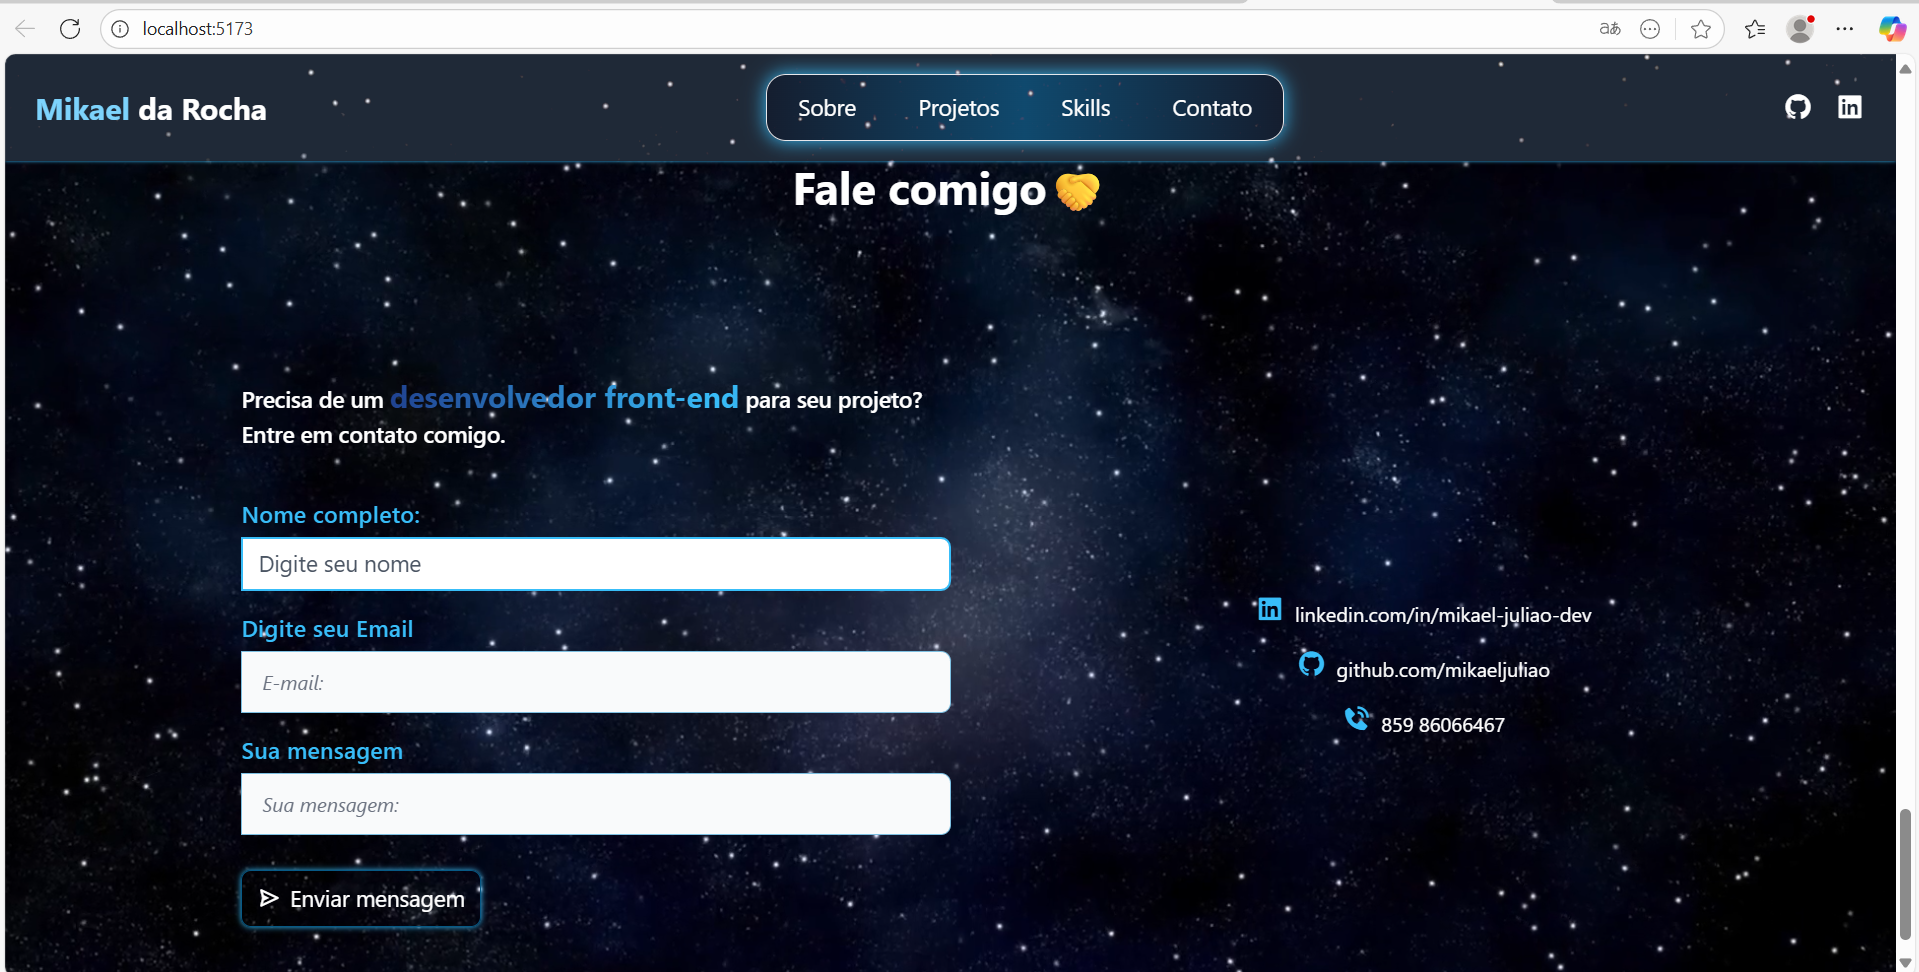 localhost:5173
Mikael da Rocha
Sobre Projetos Skills Contato
Fale comigo
Precisa de um desenvolvedor front-end para seu projeto?
Entre em contato comigo.
Nome completo:
Digite seu nome
Digite seu Email
E-mail:
Sua mensagem
Sua mensagem:
Enviar mensagem
linkedin.com/in/mikael-juliao-dev
github.com/mikaeljuliao
859 86066467